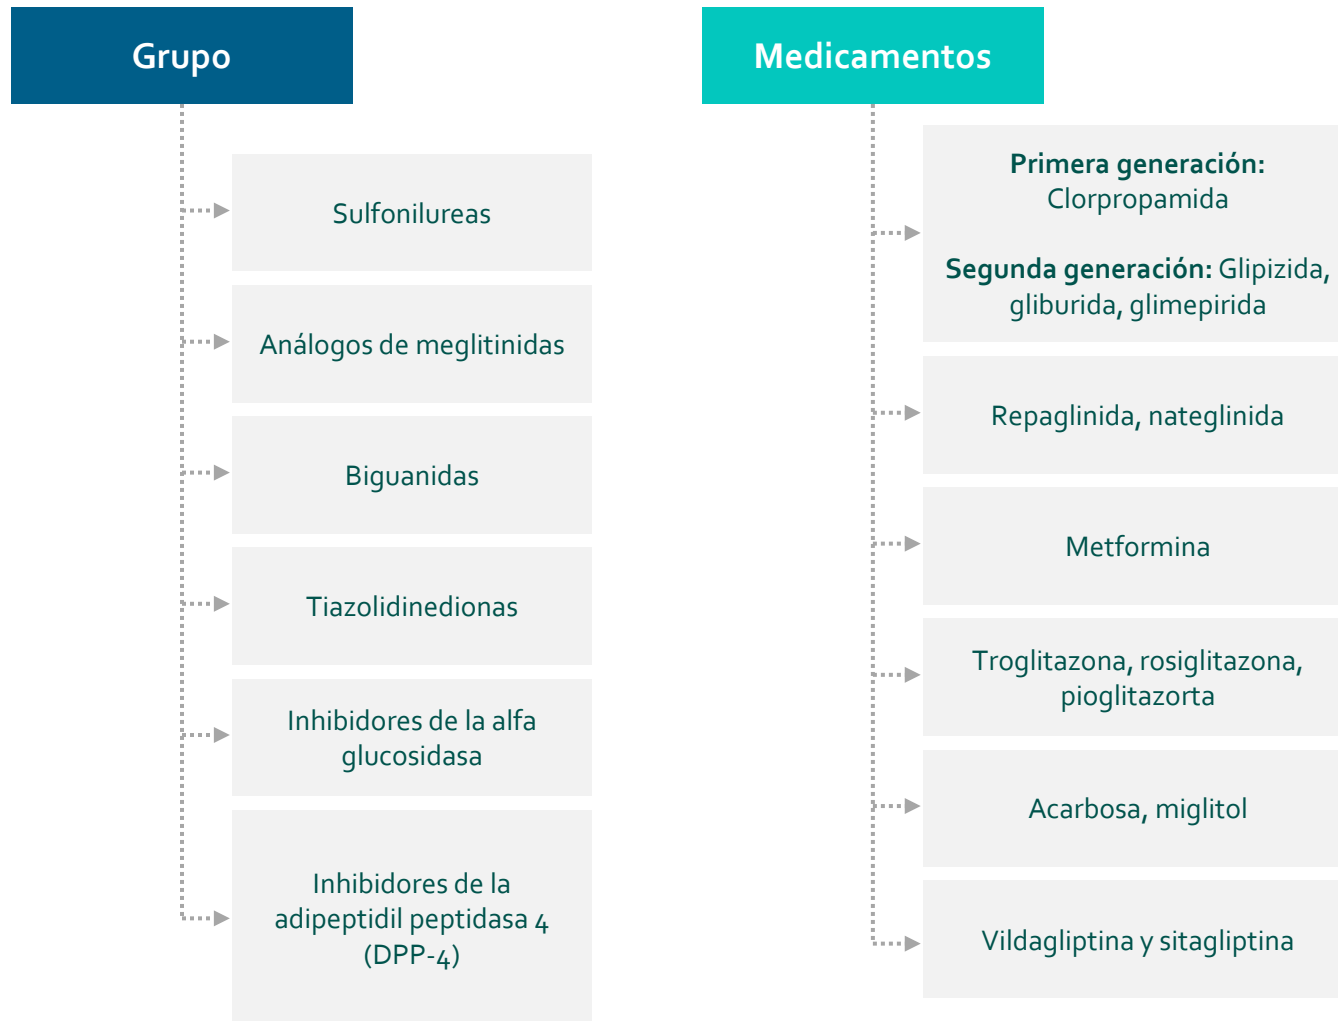 Grupo
Sulfonilureas
Análogos de meglitinidas
Biguanidas
Tiazolidinedionas
Inhibidores de la alfa
glucosidasa
Inhibidores de la
adipeptidil peptidasa 4
(DPP-4)
Medicamentos
Primera generación:
Clorpropamida
Segunda generación: Glipizida,
gliburida, glimepirida
Repaglinida, nateglinida
Metformina
Troglitazona, rosiglitazona,
pioglitazorta
Acarbosa, miglitol
Vildagliptina y sitagliptina